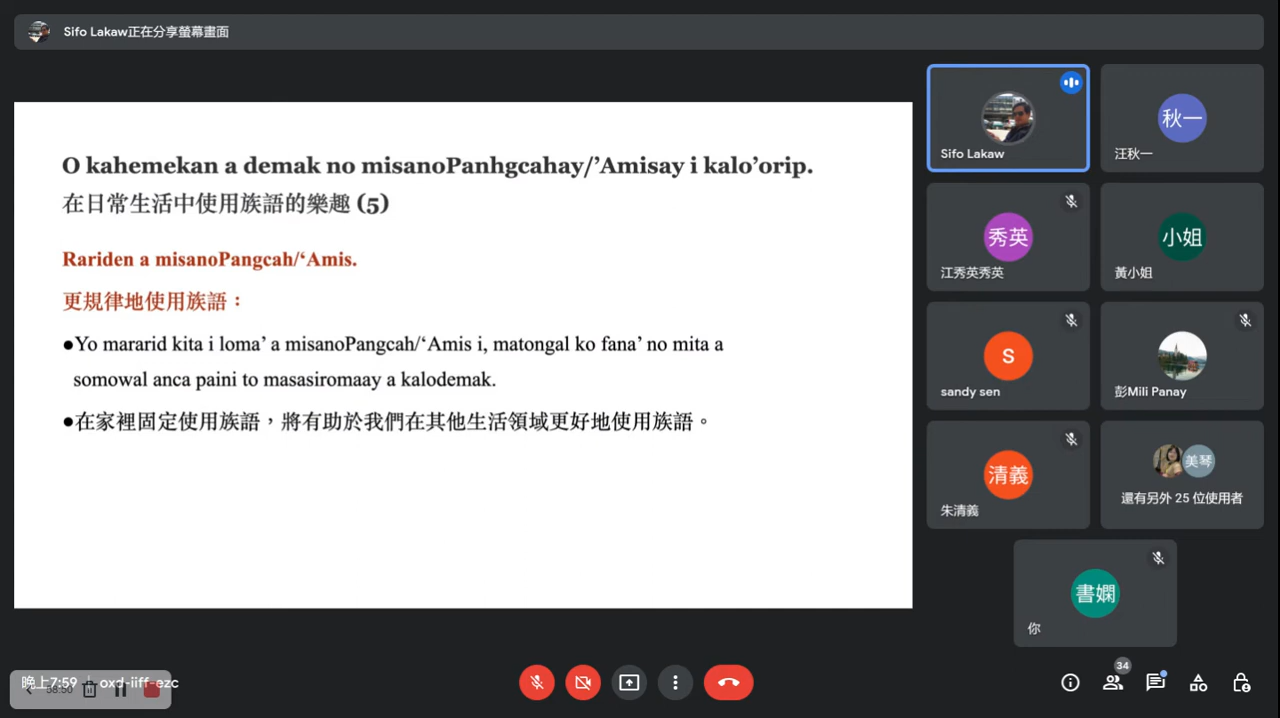 Sifo Lakaw正在分享螢幕畫面
O kahemekan a demak no misanoPanhgcahay/’Amisay i kalo’orip.
在日常生活中使用族語的樂趣 (5)
Rariden a misanoPangcah/‘Amis.
更規律地使用族語：
●Yo mararid kita i loma’ a misanoPangcah/‘Amis i, matongal ko fana’ no mita a
somowal anca paini to masasiromaay a kalodemak.
●在家裡固定使用族語，將有助於我們在其他生活領域更好地使用族語。
Sifo Lakaw
秋一
汪秋一
秀英
江秀英秀英
小姐
黃小姐
S
sandy sen
彭Mili Panay
清義
朱清義
美琴
還有另外 25 位使用者
書嫻
你
晚上7:59
oxd-iiff-ezc
34